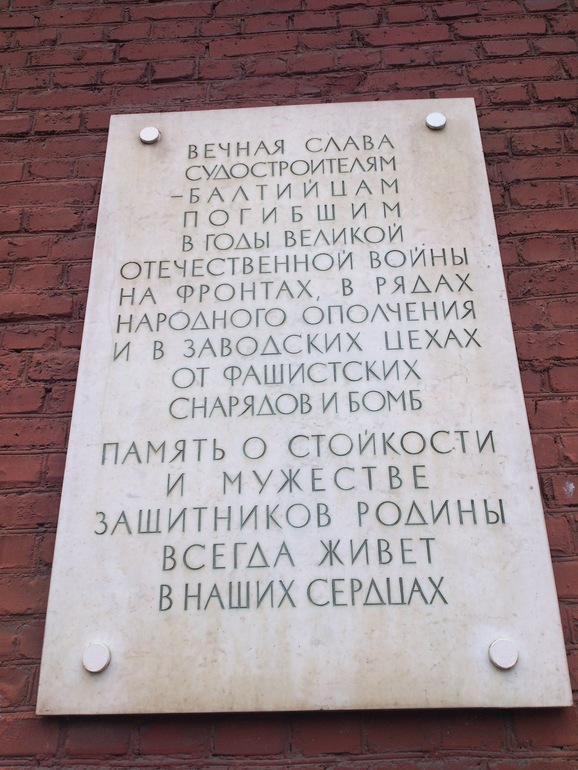 ВЕЧНАЯ СЛАВА
СУДОСТРОИТЕЛЯМ
-БАЛТИЙЦАМ
ПОГИБШИМ
В ГОДЫ ВЕЛИКОЙ
ОТЕЧЕСТВЕННОЙ ВОЙНЫ
НА ФРОНТАХ, В РЯДАХ
НАРОДНОГО ОПОЛЧЕНИЯ
И В ЗАВОДСКИХ ЦЕХАХ
ОТ ФАШИСТСКИХ
СНАРЯДОВ И БОМБ
ПАМЯТЬ О СТОЙКОСТИ
И МУЖЕСТВЕ
ЗАЩИТНИКОВ РОДИНЫ
ВСЕГДА ЖИВЕТ
В НАШИХ СЕРДЦАХ